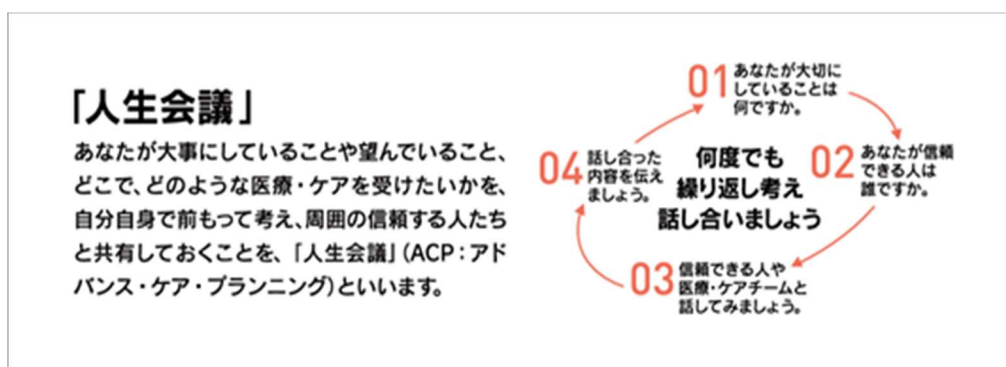 「人生会議」
あなたが大事にしていることや望んでいること、
どこで、どのような医療・ケアを受けたいかを、
自分自身で前もって考え、周囲の信頼する人たち
と共有しておくことを、「人生会議」(ACP:アド
バンス・ケア・プランニング)といいます。
01 あなたが大切に
していることは
何ですか。
02 あなたが信頼
できる人は
誰ですか。
03 信頼できる人や
医療・ケアチームと
話してみましょう。
04 話し合った
内容を伝え
ましょう。
何度でも
繰り返し考え
話し合いましょう